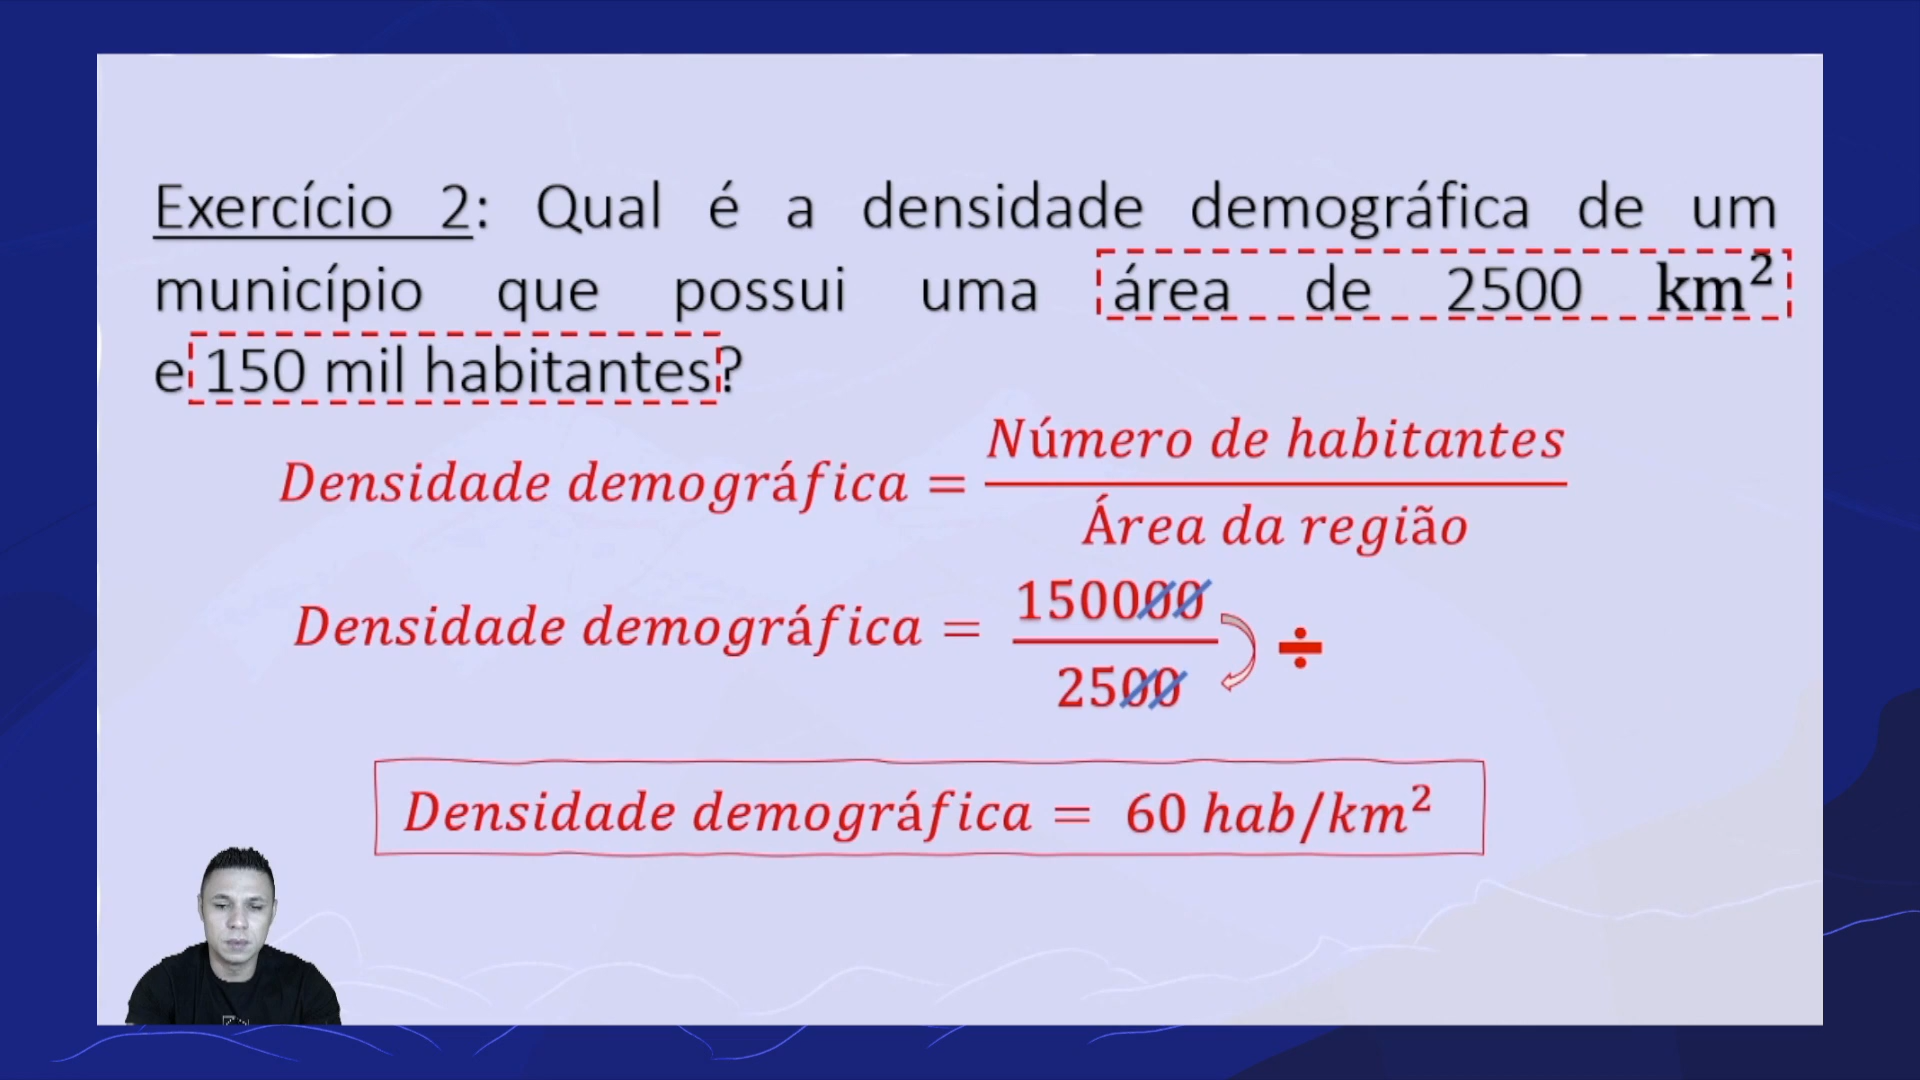 Exercício 2: Qual é a densidade demográfica de um
município que possui uma área de 2500 km²
e 150 mil habitantes?
Densidade demográfica = Número de habitantes / Área da região
Densidade demográfica = 150000 / 2500 ÷
Densidade demográfica = 60 hab/km²